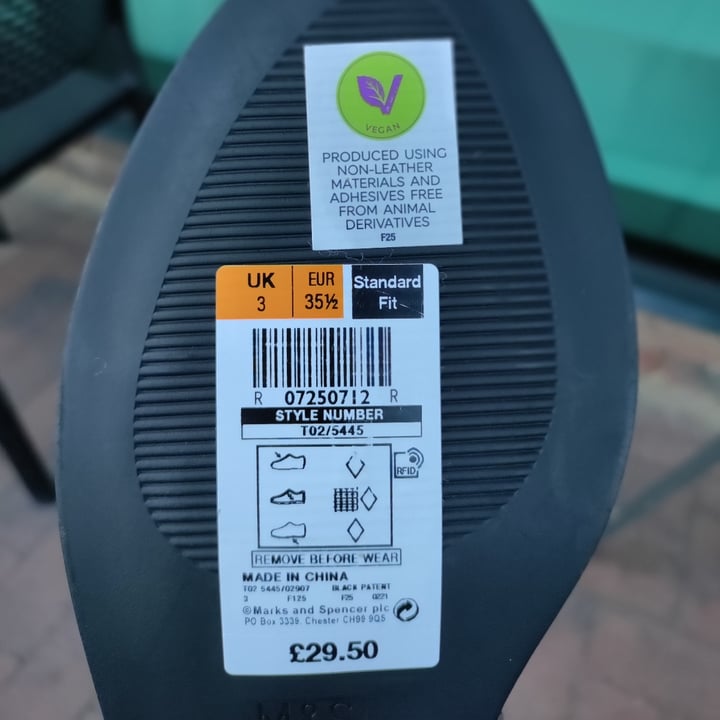 VEGAN
PRODUCED USING
NON-LEATHER
MATERIALS AND
ADHESIVES FREE
FROM ANIMAL
DERIVATIVES
F25
UK EUR Standard
3 35½ Fit
R 07250712 R
STYLE NUMBER
T02/5445
RFID
REMOVE BEFORE WEAR
MADE IN CHINA
T02 5445/02907 BLACK PATENT
3 F125 F25 0221
©Marks and Spencer plc
PO Box 3339, Chester CH99 9QS
£29.50
M&S